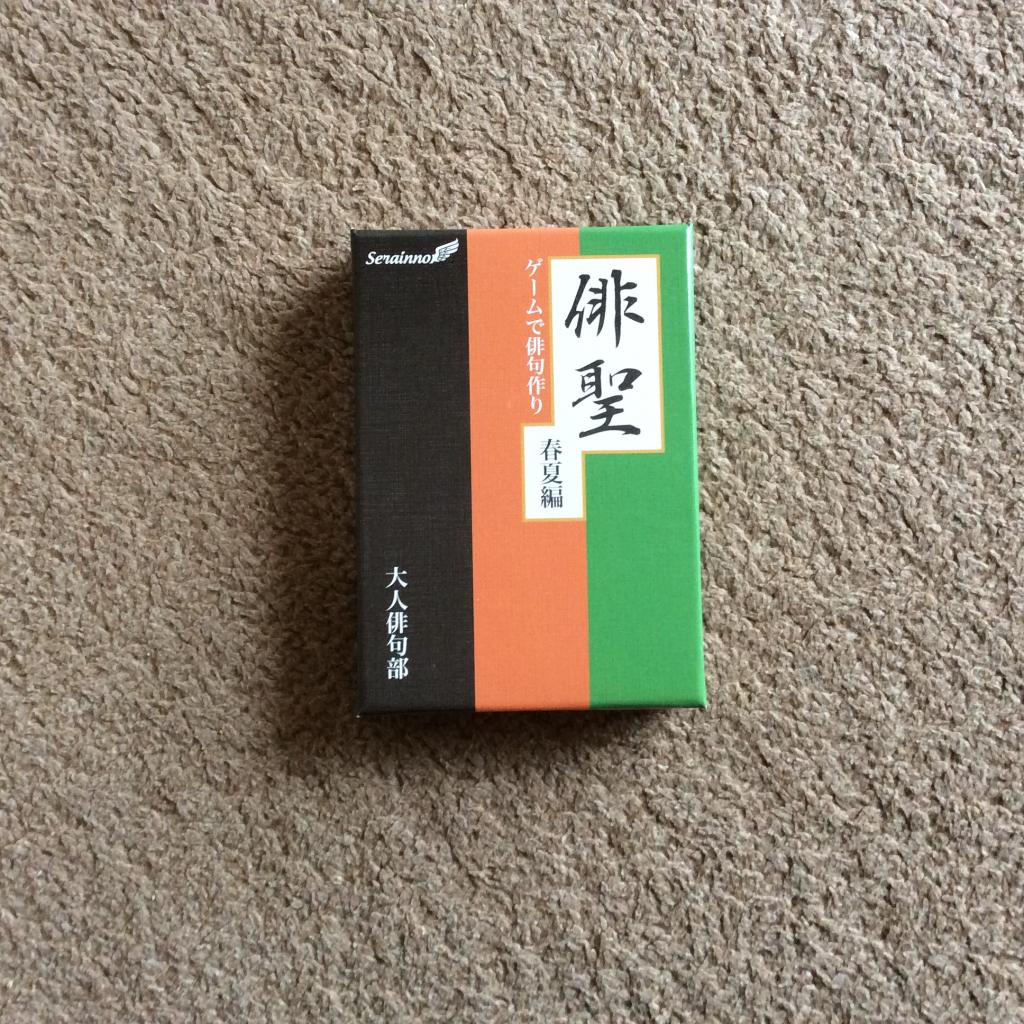 俳聖
春夏編
ゲームで俳句作り
大人俳句部
Serainno